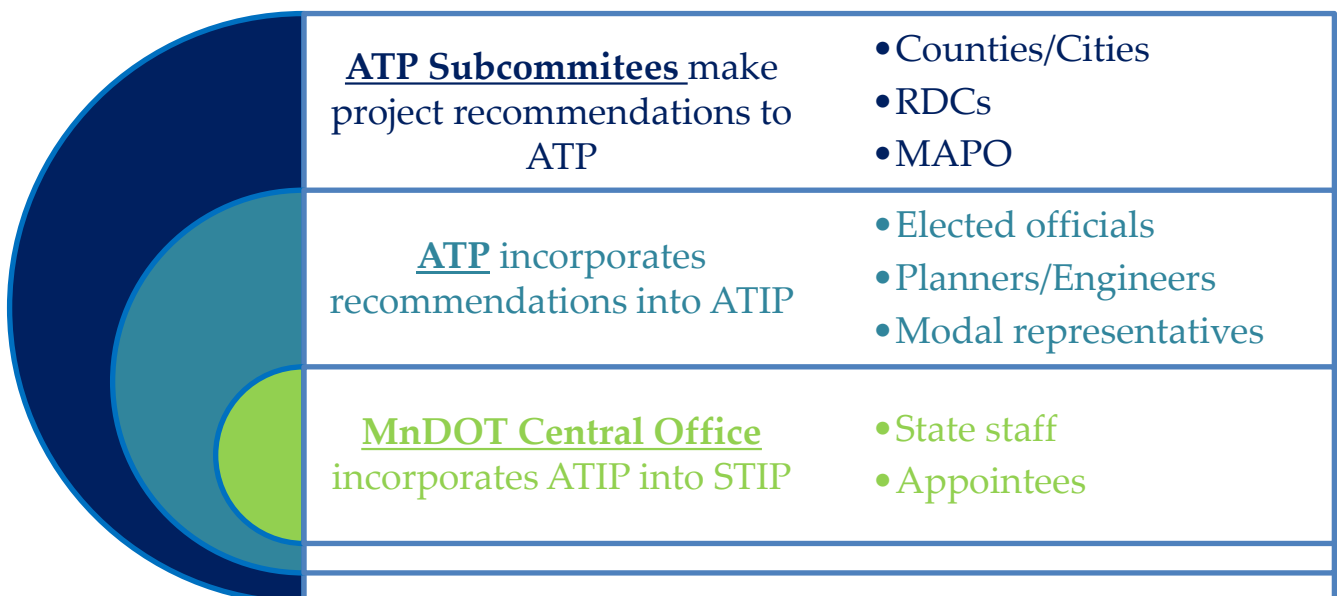 ATP Subcommitees make
project recommendations to
ATP
•Counties/Cities
•RDCs
•MAPO
ATP incorporates
recommendations into ATIP
•Elected officials
•Planners/Engineers
•Modal representatives
MnDOT Central Office
incorporates ATIP into STIP
•State staff
•Appointees